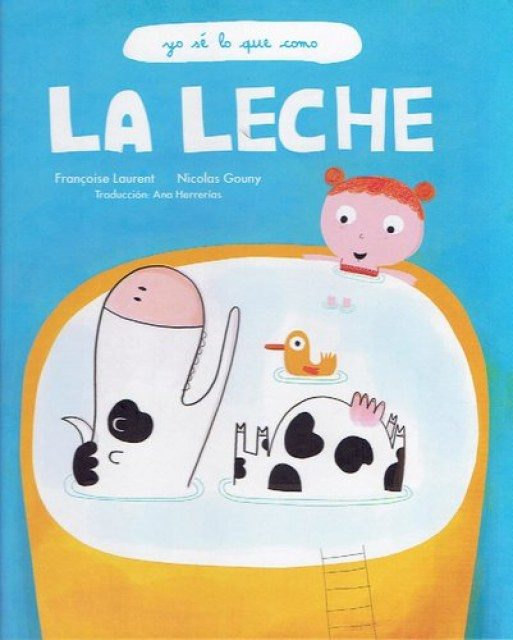 yo sé lo que como
LA LECHE
Françoise Laurent Nicolas Gouny
Traducción: Ana Herrerías